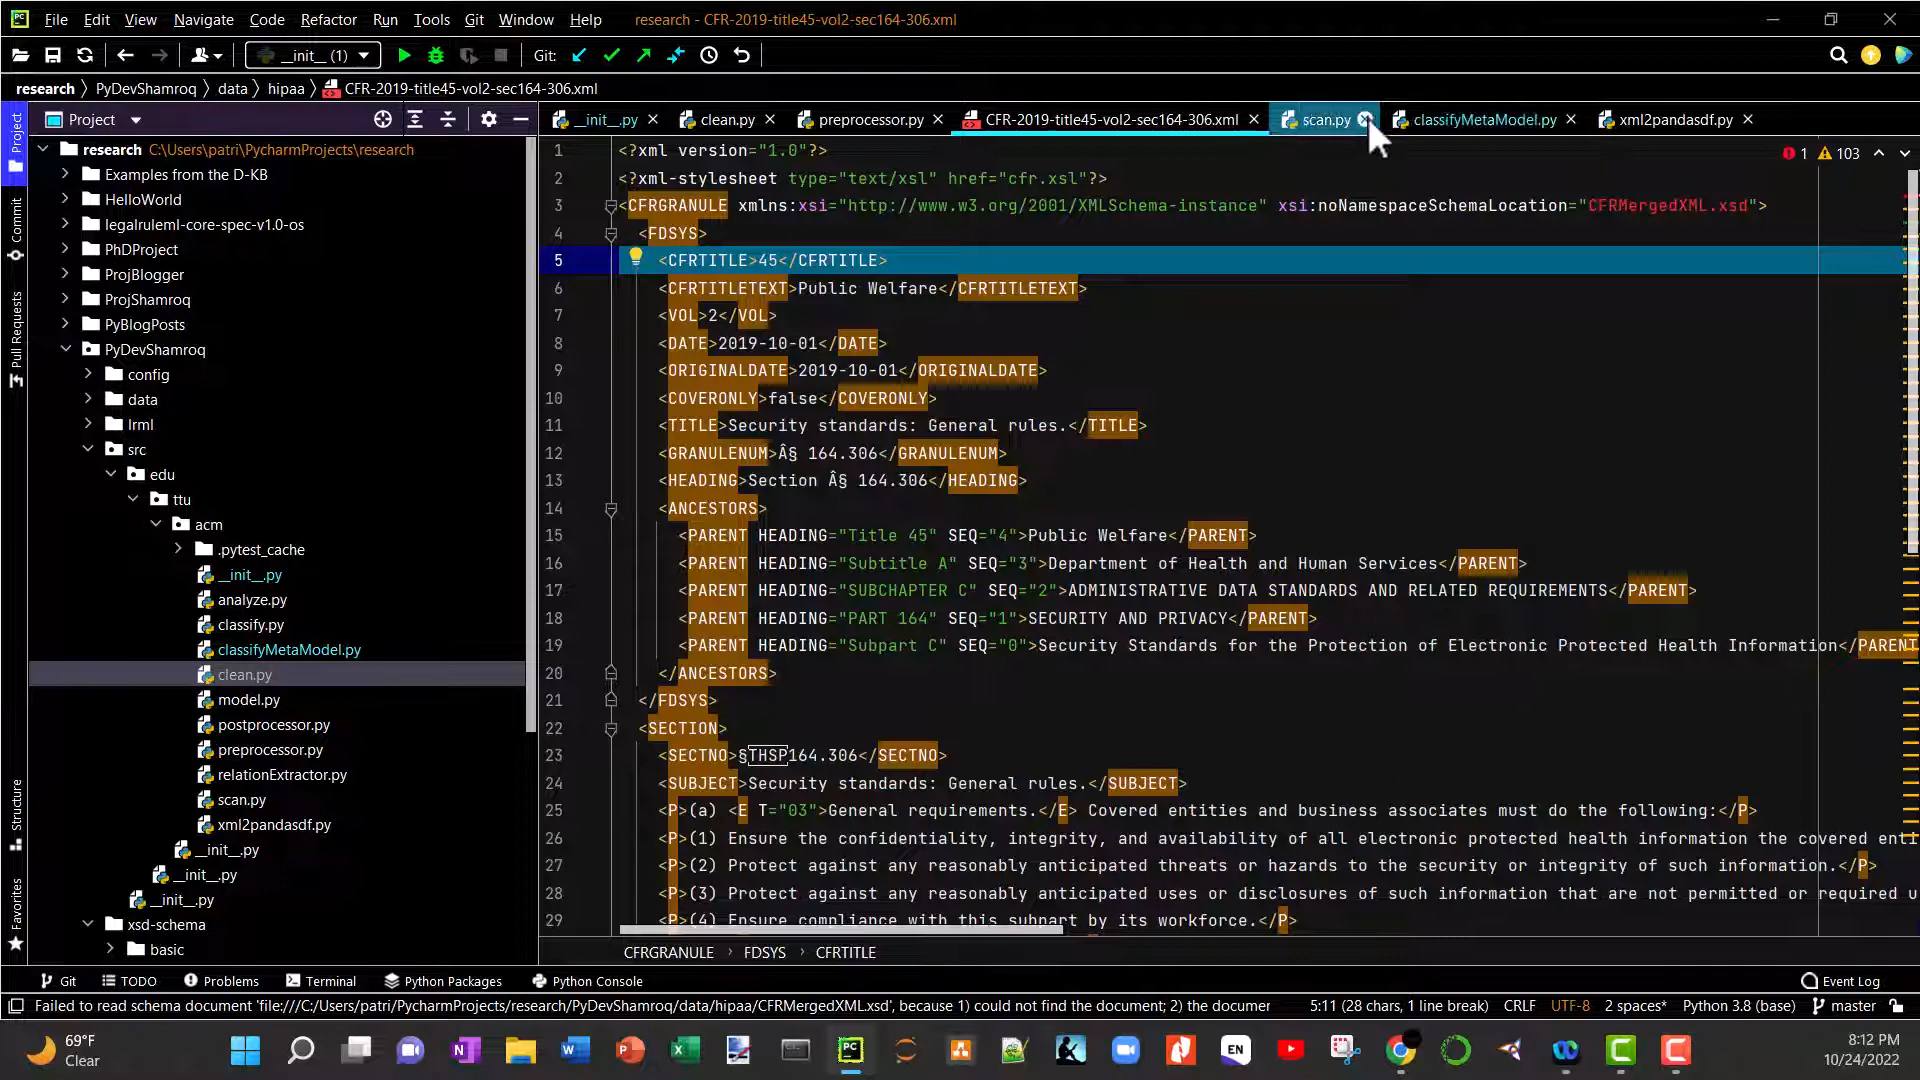 File Edit View Navigate Code Refactor Run Tools Git Window Help research - CFR-2019-title45-vol2-sec164-306.xml
__init__ (1) Git:
research PyDevShamroq data hipaa CFR-2019-title45-vol2-sec164-306.xml
Project
__init__.py clean.py preprocessor.py CFR-2019-title45-vol2-sec164-306.xml scan.py classifyMetaModel.py xml2pandasdf.py
1 103
Project
Commit
Pull Requests
Structure
Favorites
research C:\Users\patri\PycharmProjects\research
Examples from the D-KB
HelloWorld
legalruleml-core-spec-v1.0-os
PhDProject
ProjBlogger
ProjShamroq
PyBlogPosts
PyDevShamroq
config
data
lrml
src
edu
ttu
acm
.pytest_cache
__init__.py
analyze.py
classify.py
classifyMetaModel.py
clean.py
model.py
postprocessor.py
preprocessor.py
relationExtractor.py
scan.py
xml2pandasdf.py
__init__.py
__init__.py
__init__.py
xsd-schema
basic
1 <?xml version="1.0"?>
2 <?xml-stylesheet type="text/xsl" href="cfr.xsl"?>
3 <CFRGRANULE xmlns:xsi="http://www.w3.org/2001/XMLSchema-instance" xsi:noNamespaceSchemaLocation="CFRMergedXML.xsd">
4 <FDSYS>
5 <CFRTITLE>45</CFRTITLE>
6 <CFRTITLETEXT>Public Welfare</CFRTITLETEXT>
7 <VOL>2</VOL>
8 <DATE>2019-10-01</DATE>
9 <ORIGINALDATE>2019-10-01</ORIGINALDATE>
10 <COVERONLY>false</COVERONLY>
11 <TITLE>Security standards: General rules.</TITLE>
12 <GRANULENUM>Â§ 164.306</GRANULENUM>
13 <HEADING>Section Â§ 164.306</HEADING>
14 <ANCESTORS>
15 <PARENT HEADING="Title 45" SEQ="4">Public Welfare</PARENT>
16 <PARENT HEADING="Subtitle A" SEQ="3">Department of Health and Human Services</PARENT>
17 <PARENT HEADING="SUBCHAPTER C" SEQ="2">ADMINISTRATIVE DATA STANDARDS AND RELATED REQUIREMENTS</PARENT>
18 <PARENT HEADING="PART 164" SEQ="1">SECURITY AND PRIVACY</PARENT>
19 <PARENT HEADING="Subpart C" SEQ="0">Security Standards for the Protection of Electronic Protected Health Information</PARENT
20 </ANCESTORS>
21 </FDSYS>
22 <SECTION>
23 <SECTNO>§THSP164.306</SECTNO>
24 <SUBJECT>Security standards: General rules.</SUBJECT>
25 <P>(a) <E T="03">General requirements.</E> Covered entities and business associates must do the following:</P>
26 <P>(1) Ensure the confidentiality, integrity, and availability of all electronic protected health information the covered enti
27 <P>(2) Protect against any reasonably anticipated threats or hazards to the security or integrity of such information.</P>
28 <P>(3) Protect against any reasonably anticipated uses or disclosures of such information that are not permitted or required u
29 <P>(4) Ensure compliance with this subpart by its workforce.</P>
CFRGRANULE FDSYS CFRTITLE
Git TODO Problems Terminal Python Packages Python Console Event Log
Failed to read schema document 'file:///C:/Users/patri/PycharmProjects/research/PyDevShamroq/data/hipaa/CFRMergedXML.xsd', because 1) could not find the document; 2) the documer 5:11 (28 chars, 1 line break) CRLF UTF-8 2 spaces* Python 3.8 (base) master
69°F
Clear
EN
8:12 PM
10/24/2022